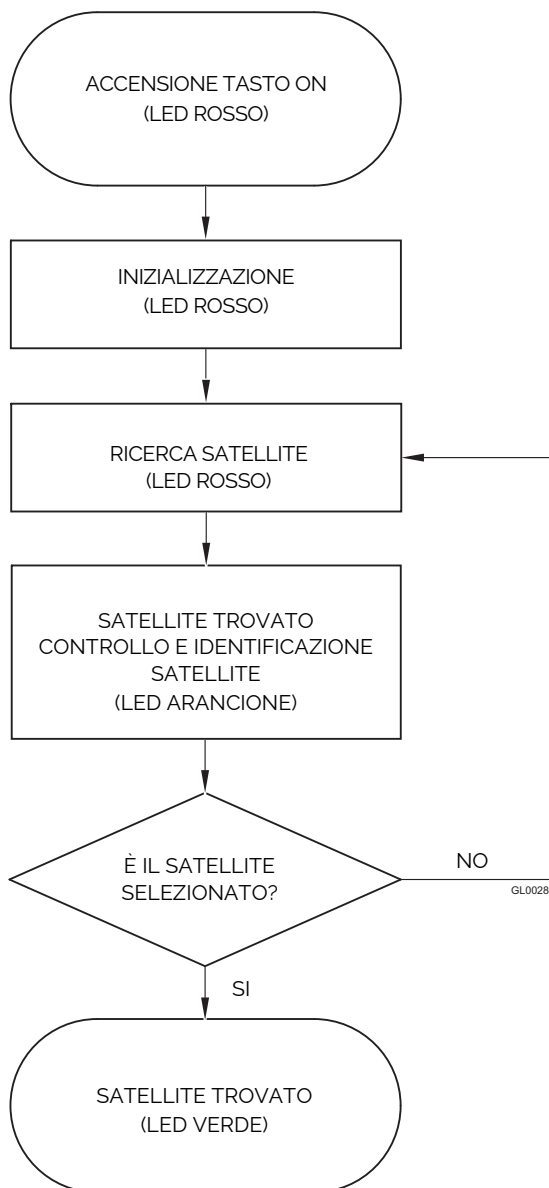 ACCENSIONE TASTO ON
(LED ROSSO)
INIZIALIZZAZIONE
(LED ROSSO)
RICERCA SATELLITE
(LED ROSSO)
SATELLITE TROVATO
CONTROLLO E IDENTIFICAZIONE
SATELLITE
(LED ARANCIONE)
È IL SATELLITE
SELEZIONATO?
NO
GL0028
SI
SATELLITE TROVATO
(LED VERDE)